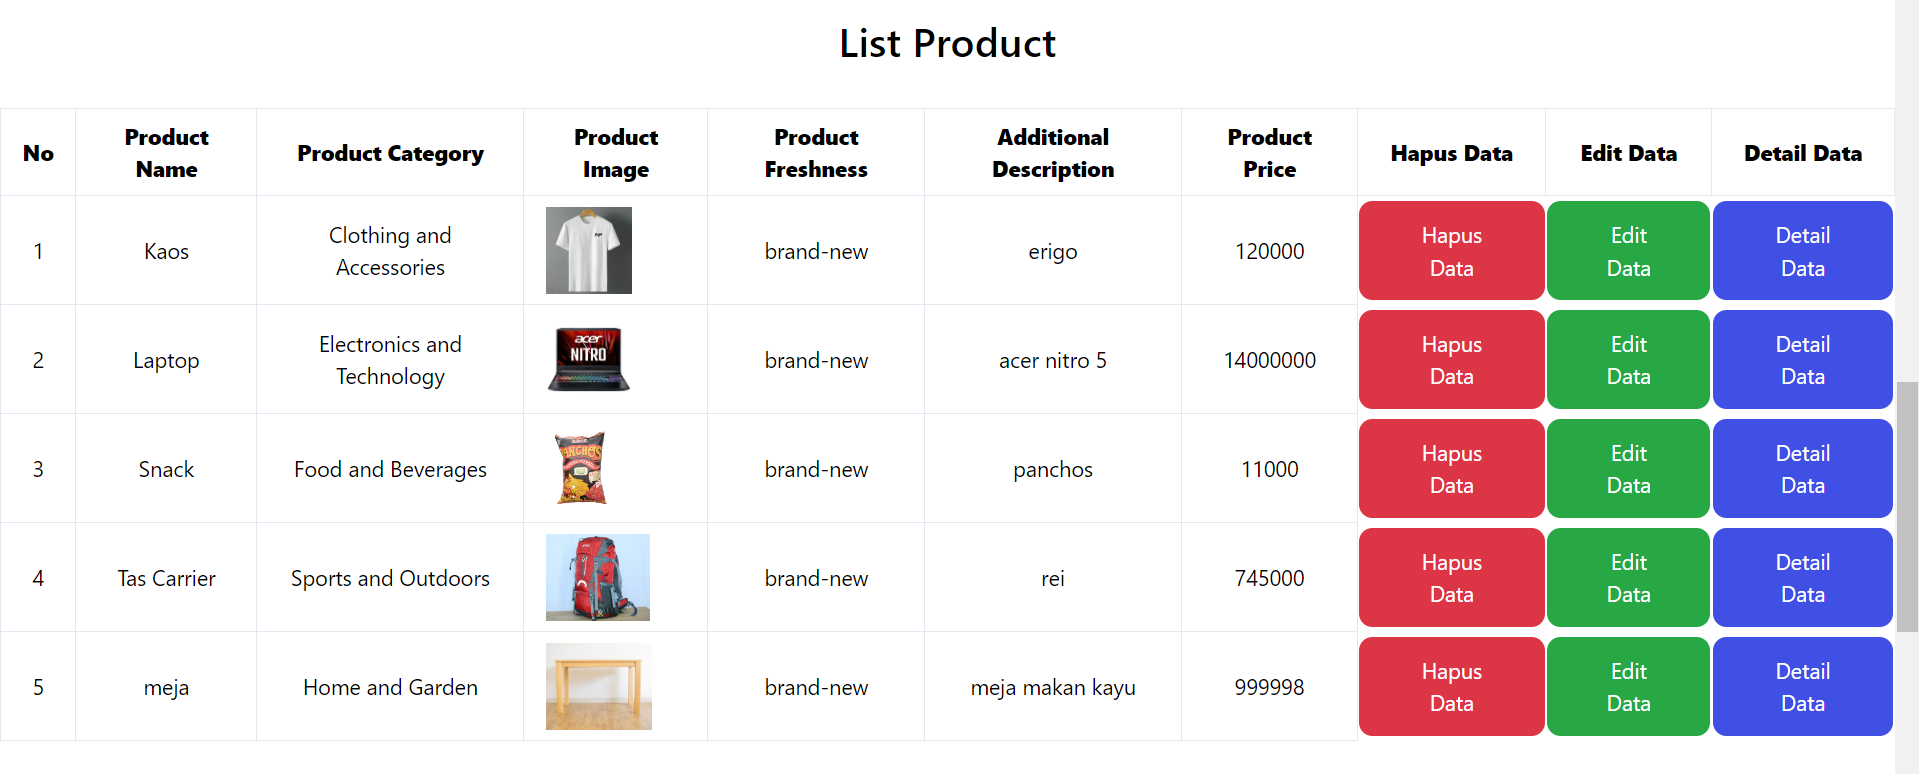 List Product
No
Product
Name
Product Category
Product
Image
Product
Freshness
Additional
Description
Product
Price
Hapus Data
Edit Data
Detail Data
1
Kaos
Clothing and
Accessories
brand-new
erigo
120000
Hapus
Data
Edit
Data
Detail
Data
2
Laptop
Electronics and
Technology
acer
NITRO
brand-new
acer nitro 5
14000000
Hapus
Data
Edit
Data
Detail
Data
3
Snack
Food and Beverages
brand-new
panchos
11000
Hapus
Data
Edit
Data
Detail
Data
4
Tas Carrier
Sports and Outdoors
brand-new
rei
745000
Hapus
Data
Edit
Data
Detail
Data
5
meja
Home and Garden
brand-new
meja makan kayu
999998
Hapus
Data
Edit
Data
Detail
Data